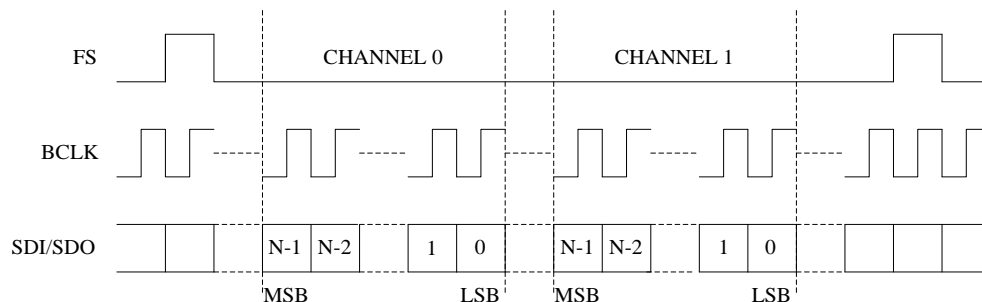 FS CHANNEL 0 CHANNEL 1
BCLK
SDI/SDO N-1 N-2 1 0 N-1 N-2 1 0
MSB LSB MSB LSB